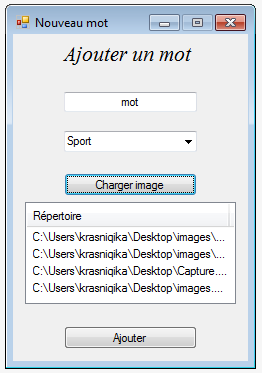 Nouveau mot
Ajouter un mot
mot
Sport
Charger image
Répertoire
C:\Users\krasniqika\Desktop\images\...
C:\Users\krasniqika\Desktop\images\...
C:\Users\krasniqika\Desktop\Capture....
C:\Users\krasniqika\Desktop\images....
Ajouter